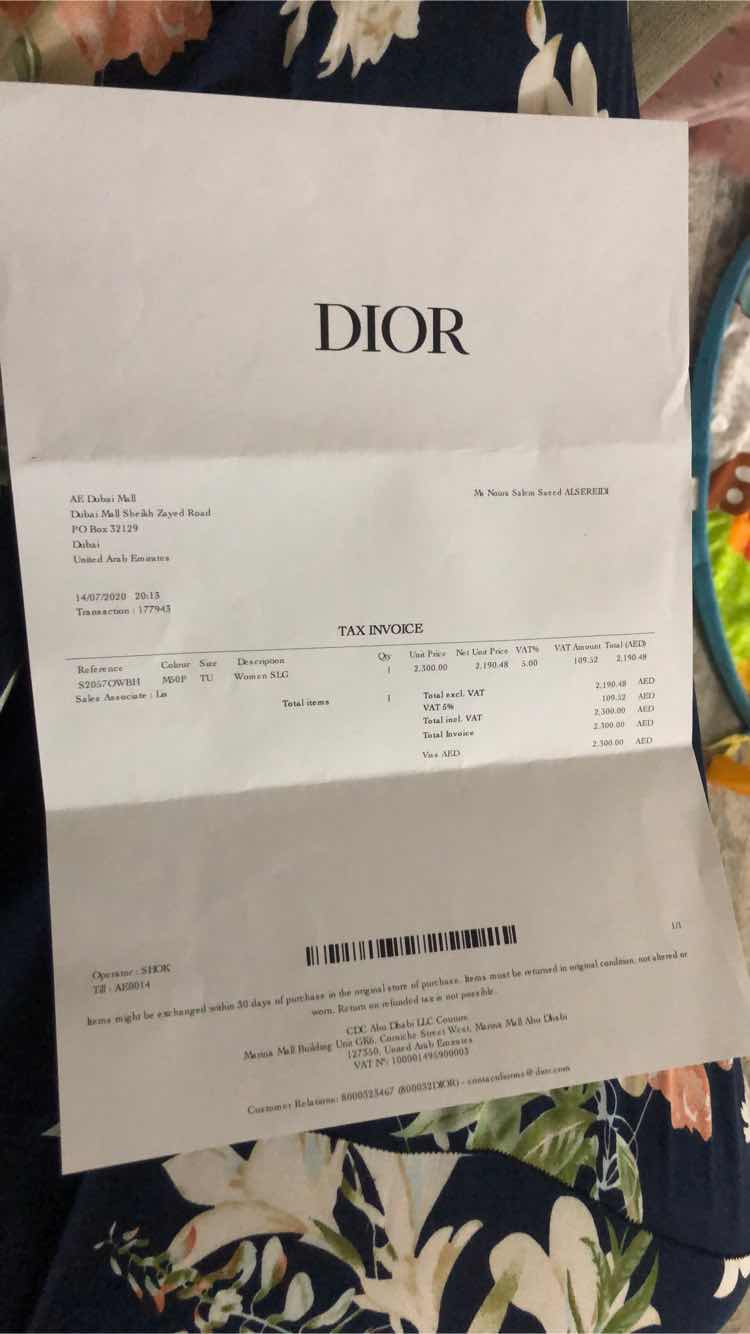 DIOR
AE Dubai Mall
Dubai Mall Sheikh Zayed Road
PO Box 32129
Dubai
United Arab Emirates
Ms Noura Salem Saeed ALSEREIDI
14/07/2020 20:13
Transaction : 177943
TAX INVOICE
Reference Colour Size Description Qty Unit Price Net Unit Price VAT% VAT Amount Total (AED)
S2057OWBH M50P TU Women SLG 1 2,300.00 2,190.48 5.00 109.52 2,190.48
Sales Associate :
Total items 1
Total excl. VAT 2,190.48 AED
VAT 5% 109.52 AED
Total incl. VAT 2,300.00 AED
Total Invoice 2,300.00 AED
Visa AED 2,300.00 AED
1/1
Operator : SHOK
Till : AE0014
Items might be exchanged within 30 days of purchase in the original store of purchase. Items must be returned in original condition, not altered or
worn. Return on refunded tax is not possible.
CDC Abu Dhabi LLC Couture
Marina Mall Building Unit GR6, Corniche Street West, Marina Mall Abu Dhabi
127350, United Arab Emirates
VAT N°: 100001495900003
Customer Relations: 8000323467 (800032DIOR) - contactdiorme@dior.com